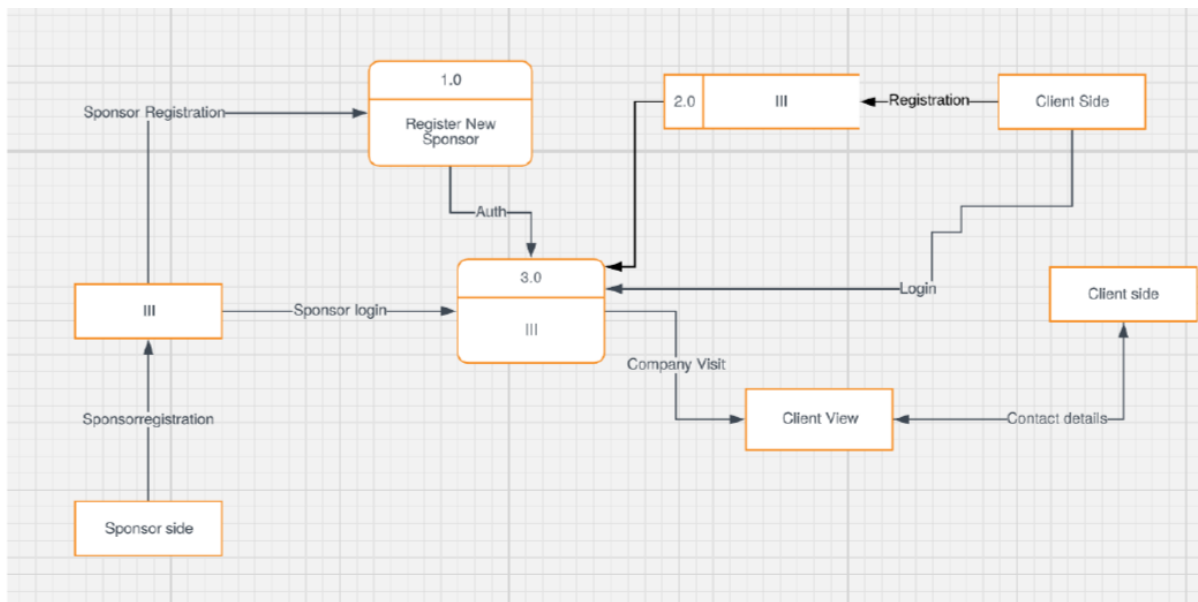 1.0
2.0
III
Registration
Client Side
Sponsor Registration
Register New
Sponsor
Auth
3.0
Login
Client side
III
Sponsor login
III
Company Visit
Sponsorregistration
Client View
Contact details
Sponsor side